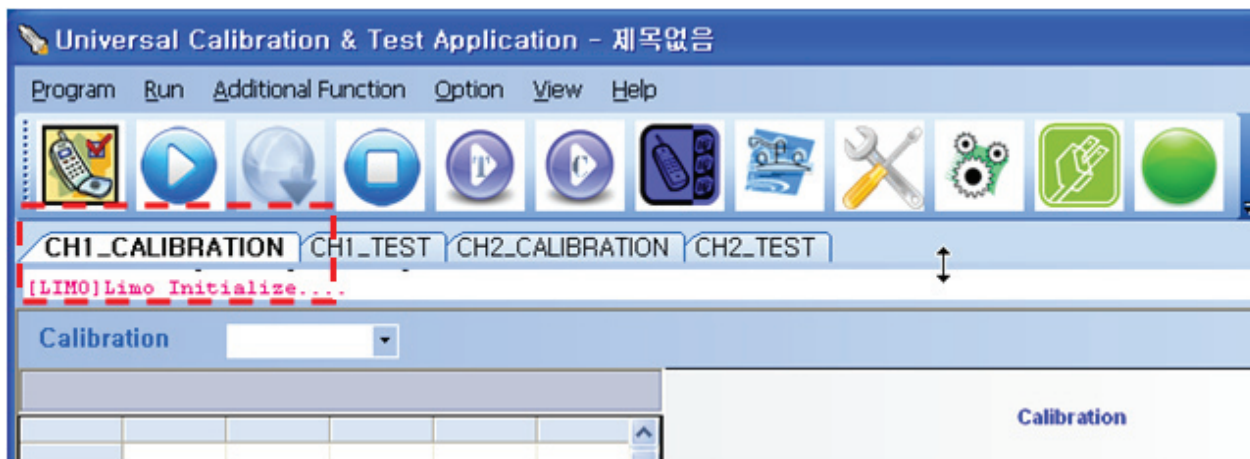 Universal Calibration & Test Application - 제목없음
Program Run Additional Function Option View Help
T C
CH1_CALIBRATION CH1_TEST CH2_CALIBRATION CH2_TEST
[LIMO]Limo Initialize....
Calibration
Calibration